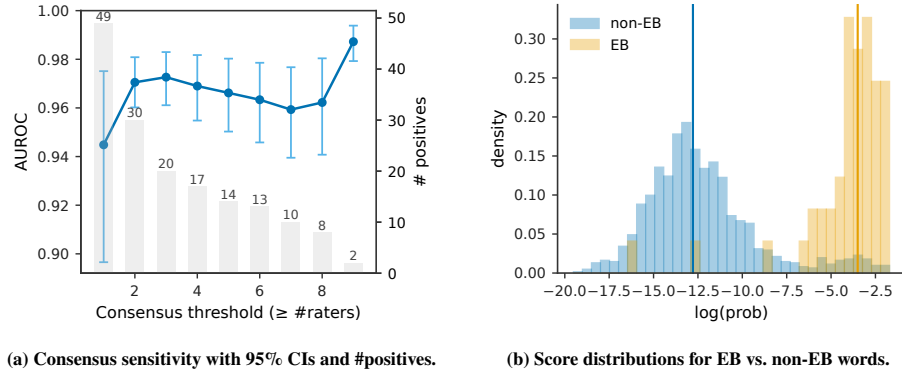 1.00
0.98
0.96
0.94
0.92
0.90
AUROC
49
30
20
17
14
13
10
8
2
50
40
30
20
10
0
# positives
2 4 6 8
Consensus threshold (≥ #raters)
(a) Consensus sensitivity with 95% CIs and #positives.
non-EB
EB
0.30
0.25
0.20
0.15
0.10
0.05
0.00
density
−20.0 −17.5 −15.0 −12.5 −10.0 −7.5 −5.0 −2.5
log(prob)
(b) Score distributions for EB vs. non-EB words.